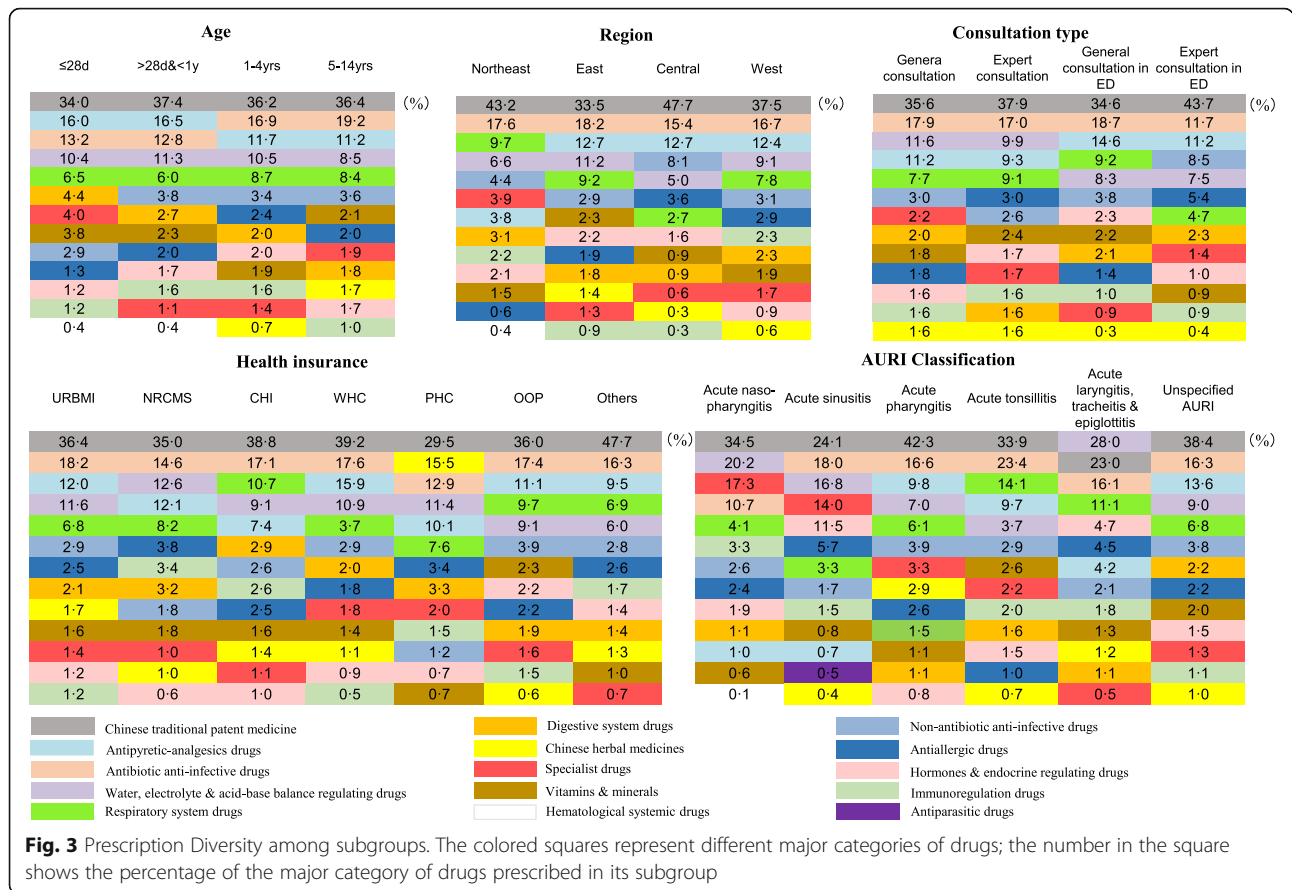 Age
≤28d >28d&<1y 1-4yrs 5-14yrs
34·0 37·4 36·2 36·4 (%)
16·0 16·5 16·9 19·2
13·2 12·8 11·7 11·2
10·4 11·3 10·5 8·5
6·5 6·0 8·7 8·4
4·4 3·8 3·4 3·6
4·0 2·7 2·4 2·1
3·8 2·3 2·0 2·0
2·9 2·0 2·0 1·9
1·3 1·7 1·9 1·8
1·2 1·6 1·6 1·7
1·2 1·1 1·4 1·7
0·4 0·4 0·7 1·0
Region
Northeast East Central West
43·2 33·5 47·7 37·5 (%)
17·6 18·2 15·4 16·7
9·7 12·7 12·7 12·4
6·6 11·2 8·1 9·1
4·4 9·2 5·0 7·8
3·9 2·9 3·6 3·1
3·8 2·3 2·7 2·9
3·1 2·2 1·6 2·3
2·2 1·9 0·9 2·3
2·1 1·8 0·9 1·9
1·5 1·4 0·6 1·7
0·6 1·3 0·3 0·9
0·4 0·9 0·3 0·6
Consultation type
Genera consultation Expert consultation General consultation in ED Expert consultation in ED
35·6 37·9 34·6 43·7 (%)
17·9 17·0 18·7 11·7
11·6 9·9 14·6 11·2
11·2 9·3 9·2 8·5
7·7 9·1 8·3 7·5
3·0 3·0 3·8 5·4
2·2 2·6 2·3 4·7
2·0 2·4 2·2 2·3
1·8 1·7 2·1 1·4
1·8 1·7 1·4 1·0
1·6 1·6 1·0 0·9
1·6 1·6 0·9 0·9
1·6 1·6 0·3 0·4
Health insurance
URBMI NRCMS CHI WHC PHC OOP Others
36·4 35·0 38·8 39·2 29·5 36·0 47·7 (%)
18·2 14·6 17·1 17·6 15·5 17·4 16·3
12·0 12·6 10·7 15·9 12·9 11·1 9·5
11·6 12·1 9·1 10·9 11·4 9·7 6·9
6·8 8·2 7·4 3·7 10·1 9·1 6·0
2·9 3·8 2·9 2·9 7·6 3·9 2·8
2·5 3·4 2·6 2·0 3·4 2·3 2·6
2·1 3·2 2·6 1·8 3·3 2·2 1·7
1·7 1·8 2·5 1·8 2·0 2·2 1·4
1·6 1·8 1·6 1·4 1·5 1·9 1·4
1·4 1·0 1·4 1·1 1·2 1·6 1·3
1·2 1·0 1·1 0·9 0·7 1·5 1·0
1·2 0·6 1·0 0·5 0·7 0·6 0·7
AURI Classification
Acute naso-pharyngitis Acute sinusitis Acute pharyngitis Acute tonsillitis Acute laryngitis, tracheitis & epiglottitis Unspecified AURI
34·5 24·1 42·3 33·9 28·0 38·4 (%)
20·2 18·0 16·6 23·4 23·0 16·3
17·3 16·8 9·8 14·1 16·1 13·6
10·7 14·0 7·0 9·7 11·1 9·0
4·1 11·5 6·1 3·7 4·7 6·8
3·3 5·7 3·9 2·9 4·5 3·8
2·6 3·3 3·3 2·6 4·2 2·2
2·4 1·7 2·9 2·2 2·1 2·2
1·9 1·5 2·6 2·0 1·8 2·0
1·1 0·8 1·5 1·6 1·3 1·5
1·0 0·7 1·1 1·5 1·2 1·3
0·6 0·5 1·1 1·0 1·1 1·1
0·1 0·4 0·8 0·7 0·5 1·0
Chinese traditional patent medicine
Antipyretic-analgesics drugs
Antibiotic anti-infective drugs
Water, electrolyte & acid-base balance regulating drugs
Respiratory system drugs
Digestive system drugs
Chinese herbal medicines
Specialist drugs
Vitamins & minerals
Hematological systemic drugs
Non-antibiotic anti-infective drugs
Antiallergic drugs
Hormones & endocrine regulating drugs
Immunoregulation drugs
Antiparasitic drugs
Fig. 3 Prescription Diversity among subgroups. The colored squares represent different major categories of drugs; the number in the square
shows the percentage of the major category of drugs prescribed in its subgroup